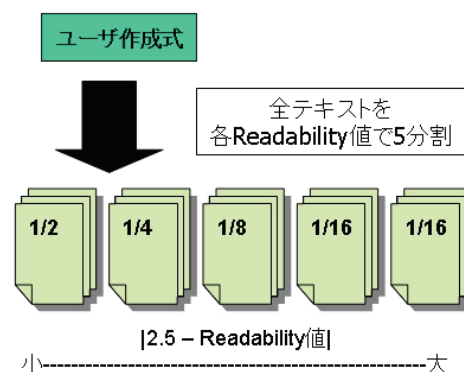 ユーザ作成式
全テキストを
各Readability値で5分割
1/2
1/4
1/8
1/16
1/16
|2.5 – Readability値|
小----------------------------------------------------大